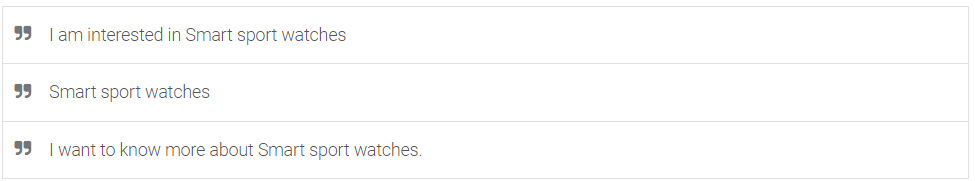 I am interested in Smart sport watches
Smart sport watches
I want to know more about Smart sport watches.